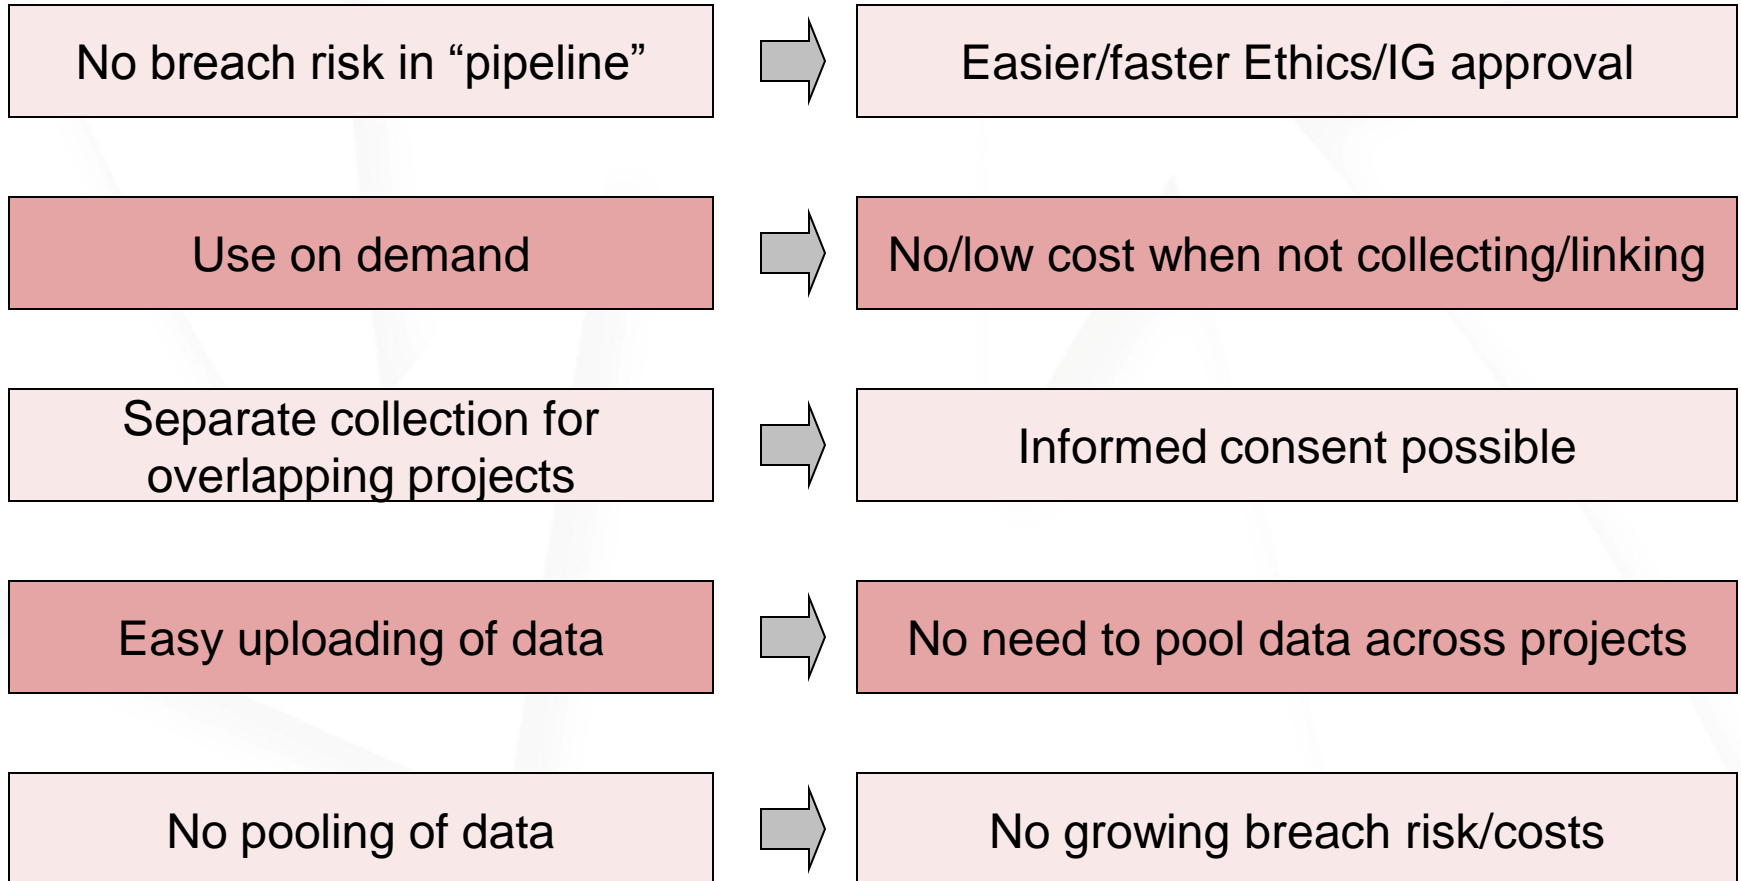 No breach risk in “pipeline”
Easier/faster Ethics/IG approval
Use on demand
No/low cost when not collecting/linking
Separate collection for
overlapping projects
Informed consent possible
Easy uploading of data
No need to pool data across projects
No pooling of data
No growing breach risk/costs